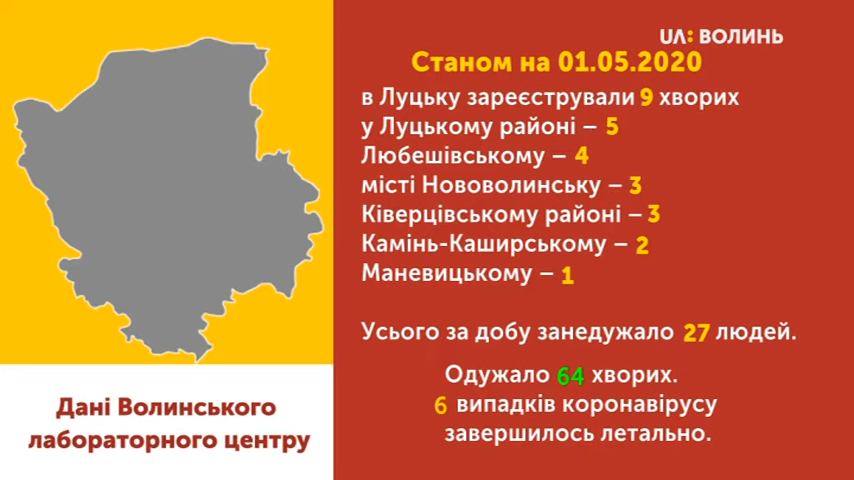 UA: ВОЛИНЬ
Станом на 01.05.2020
в Луцьку зареєстрували 9 хворих
у Луцькому районі – 5
Любешівському – 4
місті Нововолинську – 3
Ківерцівському районі – 3
Камінь-Каширському – 2
Маневицькому – 1
Усього за добу занедужало 27 людей.
Одужало 64 хворих.
6 випадків коронавірусу
завершилось летально.
Дані Волинського
лабораторного центру